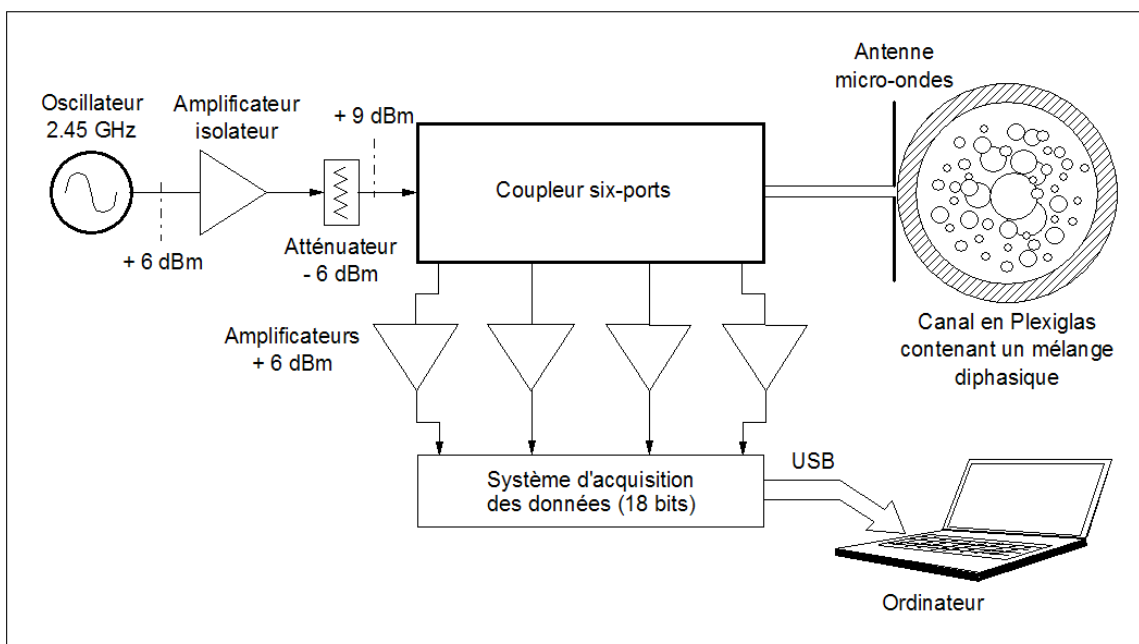 Oscillateur
2.45 GHz
Amplificateur
isolateur
+ 9 dBm
Antenne
micro-ondes
Coupleur six-ports
+ 6 dBm
Atténuateur
- 6 dBm
Amplificateurs
+ 6 dBm
Canal en Plexiglas
contenant un mélange
diphasique
Système d'acquisition
des données (18 bits)
USB
Ordinateur